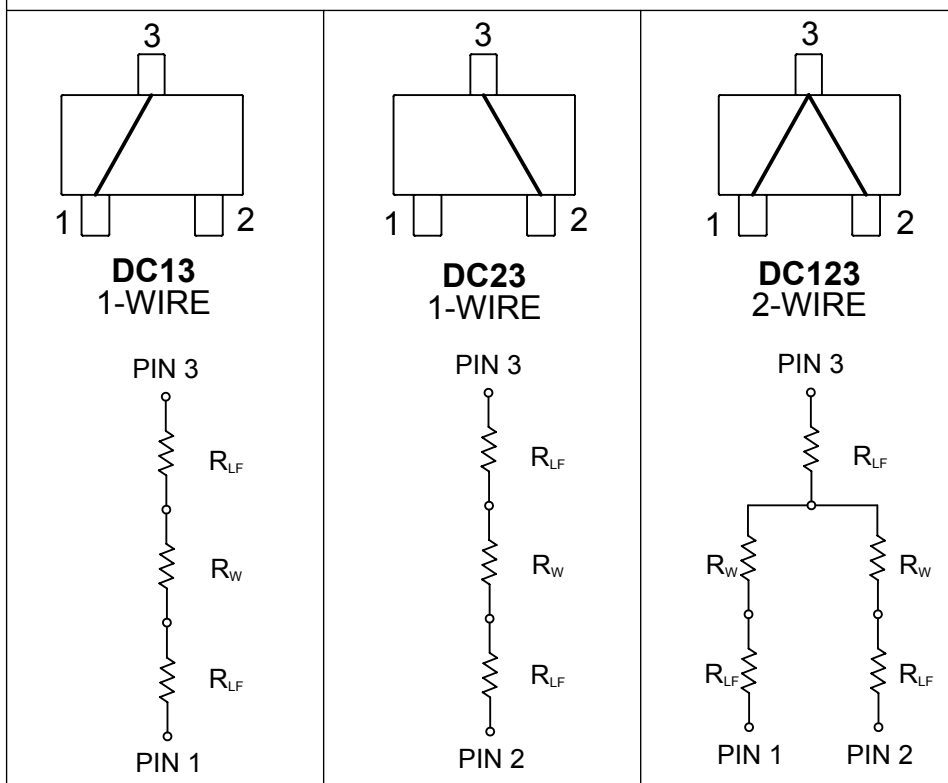 3
1
2
DC13
1-WIRE
PIN 3
R_LF
R_W
R_LF
PIN 1
3
2
DC23
1-WIRE
PIN 3
R_LF
R_W
R_LF
PIN 2
3
1
2
DC123
2-WIRE
PIN 3
R_LF
R_W R_W
R_LF R_LF
PIN 1 PIN 2